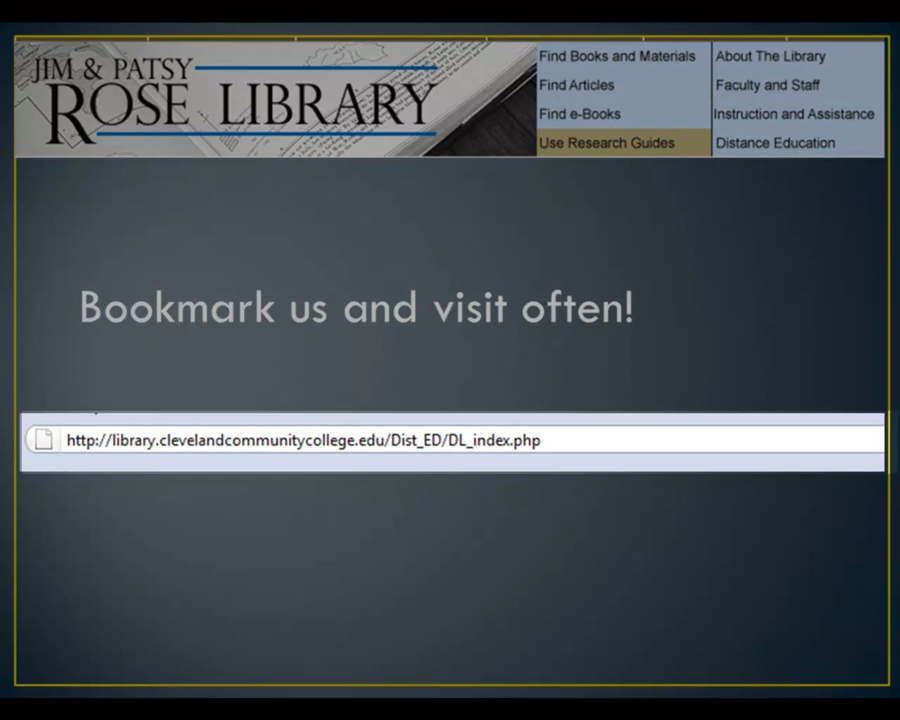 JIM & PATSY
ROSE LIBRARY
Find Books and Materials
Find Articles
Find e-Books
Use Research Guides
About The Library
Faculty and Staff
Instruction and Assistance
Distance Education
Bookmark us and visit often!
http://library.clevelandcommunitycollege.edu/Dist_ED/DL_index.php